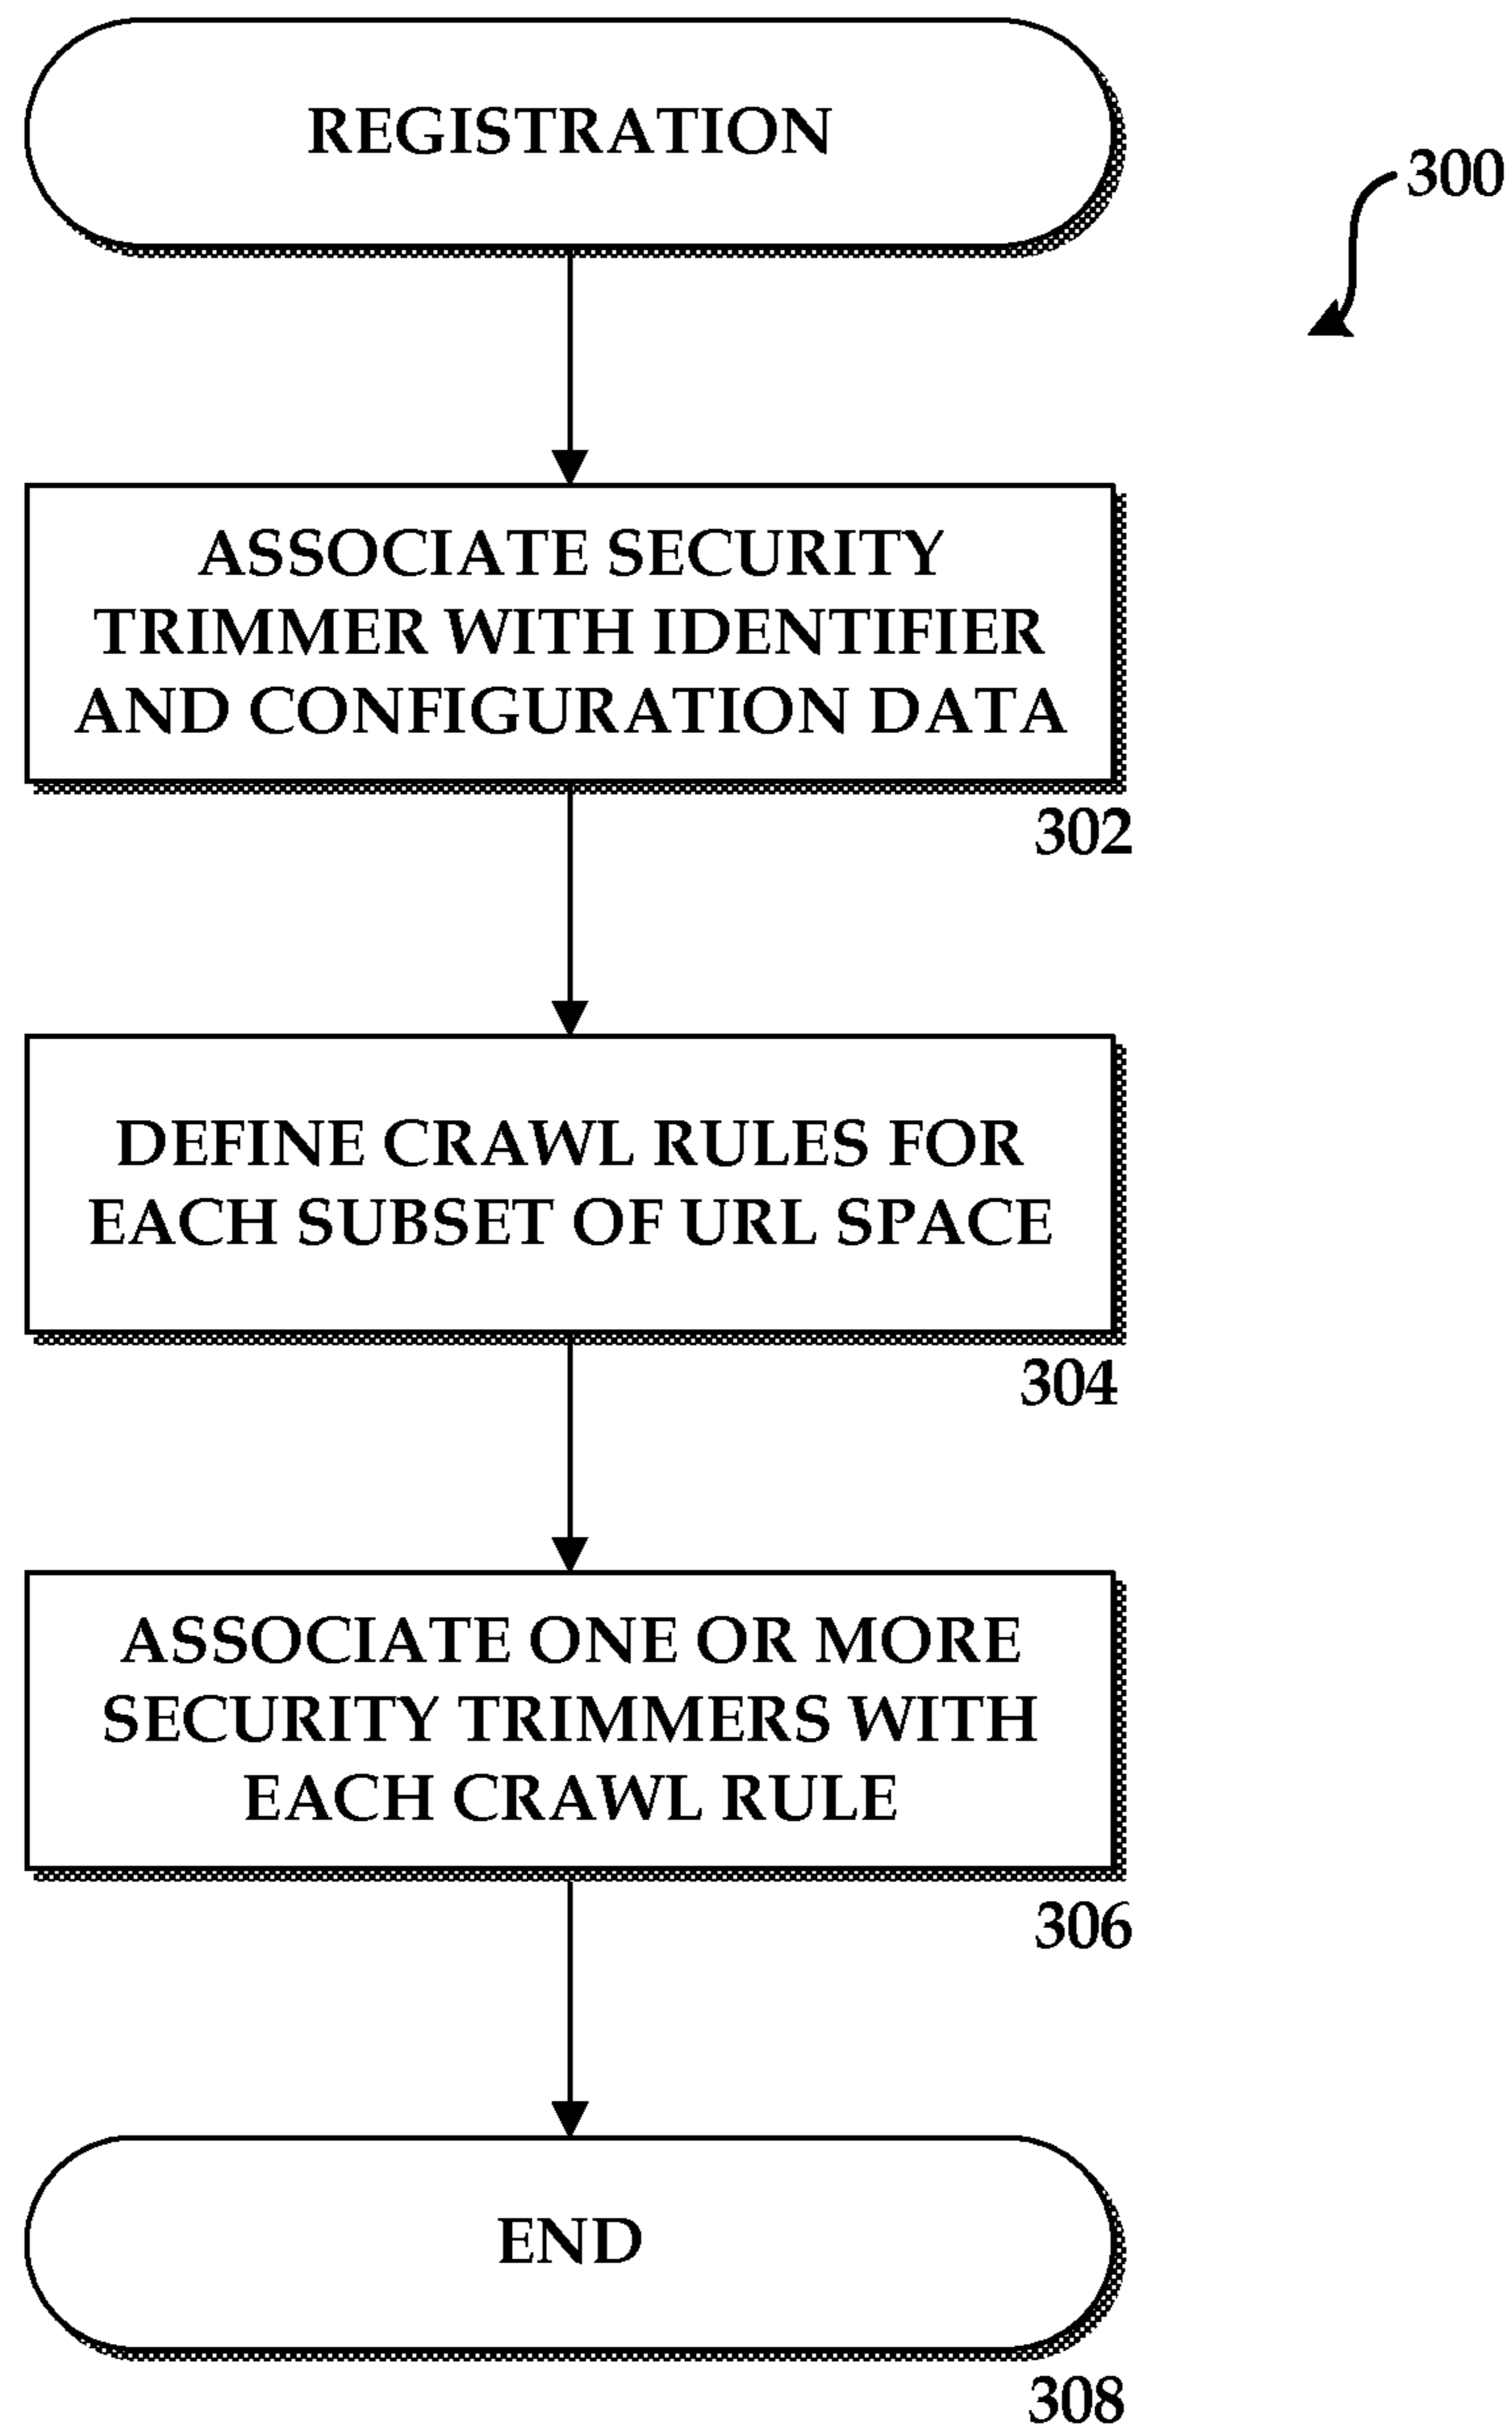 REGISTRATION
300
ASSOCIATE SECURITY
TRIMMER WITH IDENTIFIER
AND CONFIGURATION DATA
302
DEFINE CRAWL RULES FOR
EACH SUBSET OF URL SPACE
304
ASSOCIATE ONE OR MORE
SECURITY TRIMMERS WITH
EACH CRAWL RULE
306
END
308